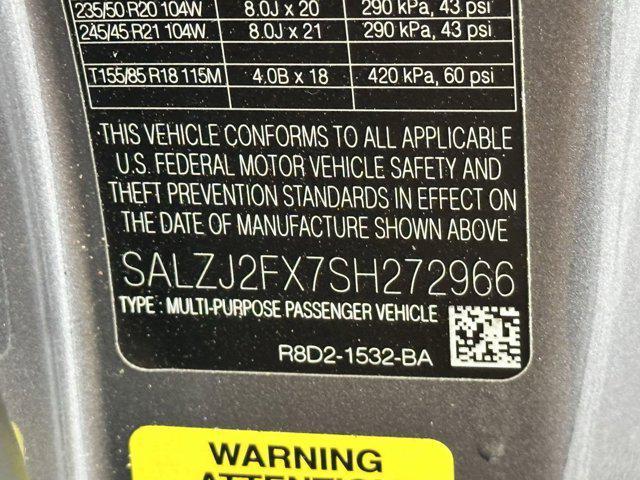 235/50 R20 104W 8.0J x 20 290 kPa, 43 psi
245/45 R21 104W 8.0J x 21 290 kPa, 43 psi
T155/85 R18 115M 4.0B x 18 420 kPa, 60 psi
THIS VEHICLE CONFORMS TO ALL APPLICABLE
U.S. FEDERAL MOTOR VEHICLE SAFETY AND
THEFT PREVENTION STANDARDS IN EFFECT ON
THE DATE OF MANUFACTURE SHOWN ABOVE
SALZJ2FX7SH272966
TYPE : MULTI-PURPOSE PASSENGER VEHICLE
R8D2-1532-BA
WARNING
ATTENTION